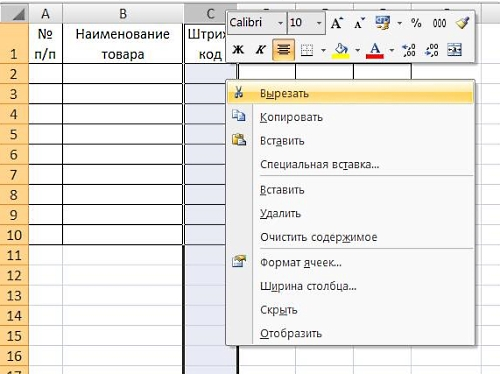 Calibri 10 А А % 000
Ж К А ,00 ,0
A B C
1 № Наименование Штрих
п/п товара код
2
3
4
5
6
7
8
9
10
11
12
13
14
15
16
Вырезать
Копировать
Вставить
Специальная вставка...
Вставить
Удалить
Очистить содержимое
Формат ячеек...
Ширина столбца...
Скрыть
Отобразить